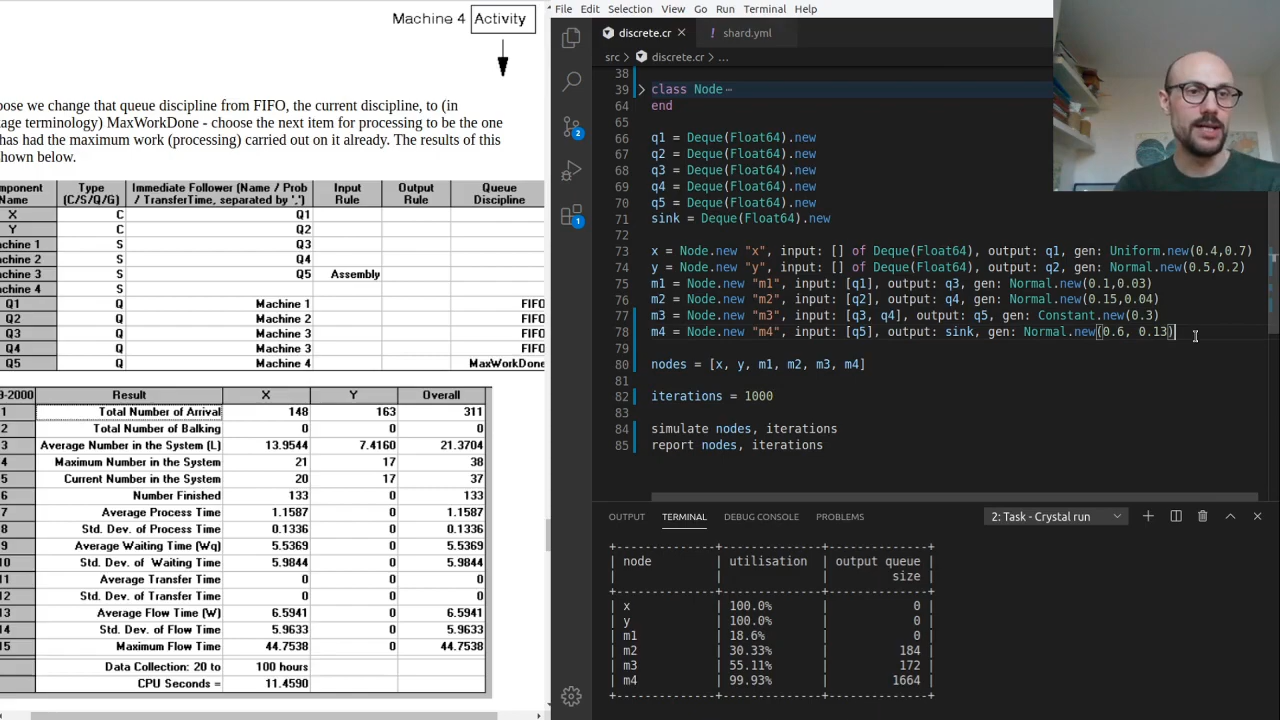 Machine 4 Activity
pose we change that queue discipline from FIFO, the current discipline, to (in
kage terminology) MaxWorkDone - choose the next item for processing to be the one
has had the maximum work (processing) carried out on it already. The results of this
shown below.
mponent Name Type (C/S/Q/G) Immediate Follower (Name / Prob / TransferTime, separated by ',') Input Rule Output Rule Queue Discipline
X C Q1
Y C Q2
achine 1 S Q3
achine 2 S Q4
achine 3 S Q5 Assembly
achine 4 S
Q1 Q Machine 1 FIFO
Q2 Q Machine 2 FIFO
Q3 Q Machine 3 FIFO
Q4 Q Machine 3 FIFO
Q5 Q Machine 4 MaxWorkDone
9-2000 Result X Y Overall
1 Total Number of Arrival 148 163 311
2 Total Number of Balking 0 0 0
3 Average Number in the System (L) 13.9544 7.4160 21.3704
4 Maximum Number in the System 21 17 38
5 Current Number in the System 20 17 37
6 Number Finished 133 0 133
7 Average Process Time 1.1587 0 1.1587
8 Std. Dev. of Process Time 0.1336 0 0.1336
9 Average Waiting Time (Wq) 5.5369 0 5.5369
10 Std. Dev. of Waiting Time 5.9844 0 5.9844
11 Average Transfer Time 0 0 0
12 Std. Dev. of Transfer Time 0 0 0
13 Average Flow Time (W) 6.5941 0 6.5941
14 Std. Dev. of Flow Time 5.9633 0 5.9633
15 Maximum Flow Time 44.7538 0 44.7538
Data Collection: 20 to 100 hours
CPU Seconds = 11.4590
File Edit Selection View Go Run Terminal Help
discrete.cr
shard.yml
src > discrete.cr > …
38
39 class Node
64 end
65
66 q1 = Deque(Float64).new
67 q2 = Deque(Float64).new
68 q3 = Deque(Float64).new
69 q4 = Deque(Float64).new
70 q5 = Deque(Float64).new
71 sink = Deque(Float64).new
72
73 x = Node.new "x", input: [] of Deque(Float64), output: q1, gen: Uniform.new(0.4,0.7)
74 y = Node.new "y", input: [] of Deque(Float64), output: q2, gen: Normal.new(0.5,0.2)
75 m1 = Node.new "m1", input: [q1], output: q3, gen: Normal.new(0.1,0.03)
76 m2 = Node.new "m2", input: [q2], output: q4, gen: Normal.new(0.15,0.04)
77 m3 = Node.new "m3", input: [q3, q4], output: q5, gen: Constant.new(0.3)
78 m4 = Node.new "m4", input: [q5], output: sink, gen: Normal.new(0.6, 0.13)
79
80 nodes = [x, y, m1, m2, m3, m4]
81
82 iterations = 1000
83
84 simulate nodes, iterations
85 report nodes, iterations
OUTPUT TERMINAL DEBUG CONSOLE PROBLEMS 2: Task - Crystal run
+--------------+--------------+--------------+
| node | utilisation | output queue |
| | | size |
+--------------+--------------+--------------+
| x | 100.0% | 0 |
| y | 100.0% | 0 |
| m1 | 18.6% | 0 |
| m2 | 30.33% | 184 |
| m3 | 55.11% | 172 |
| m4 | 99.93% | 1664 |
+--------------+--------------+--------------+